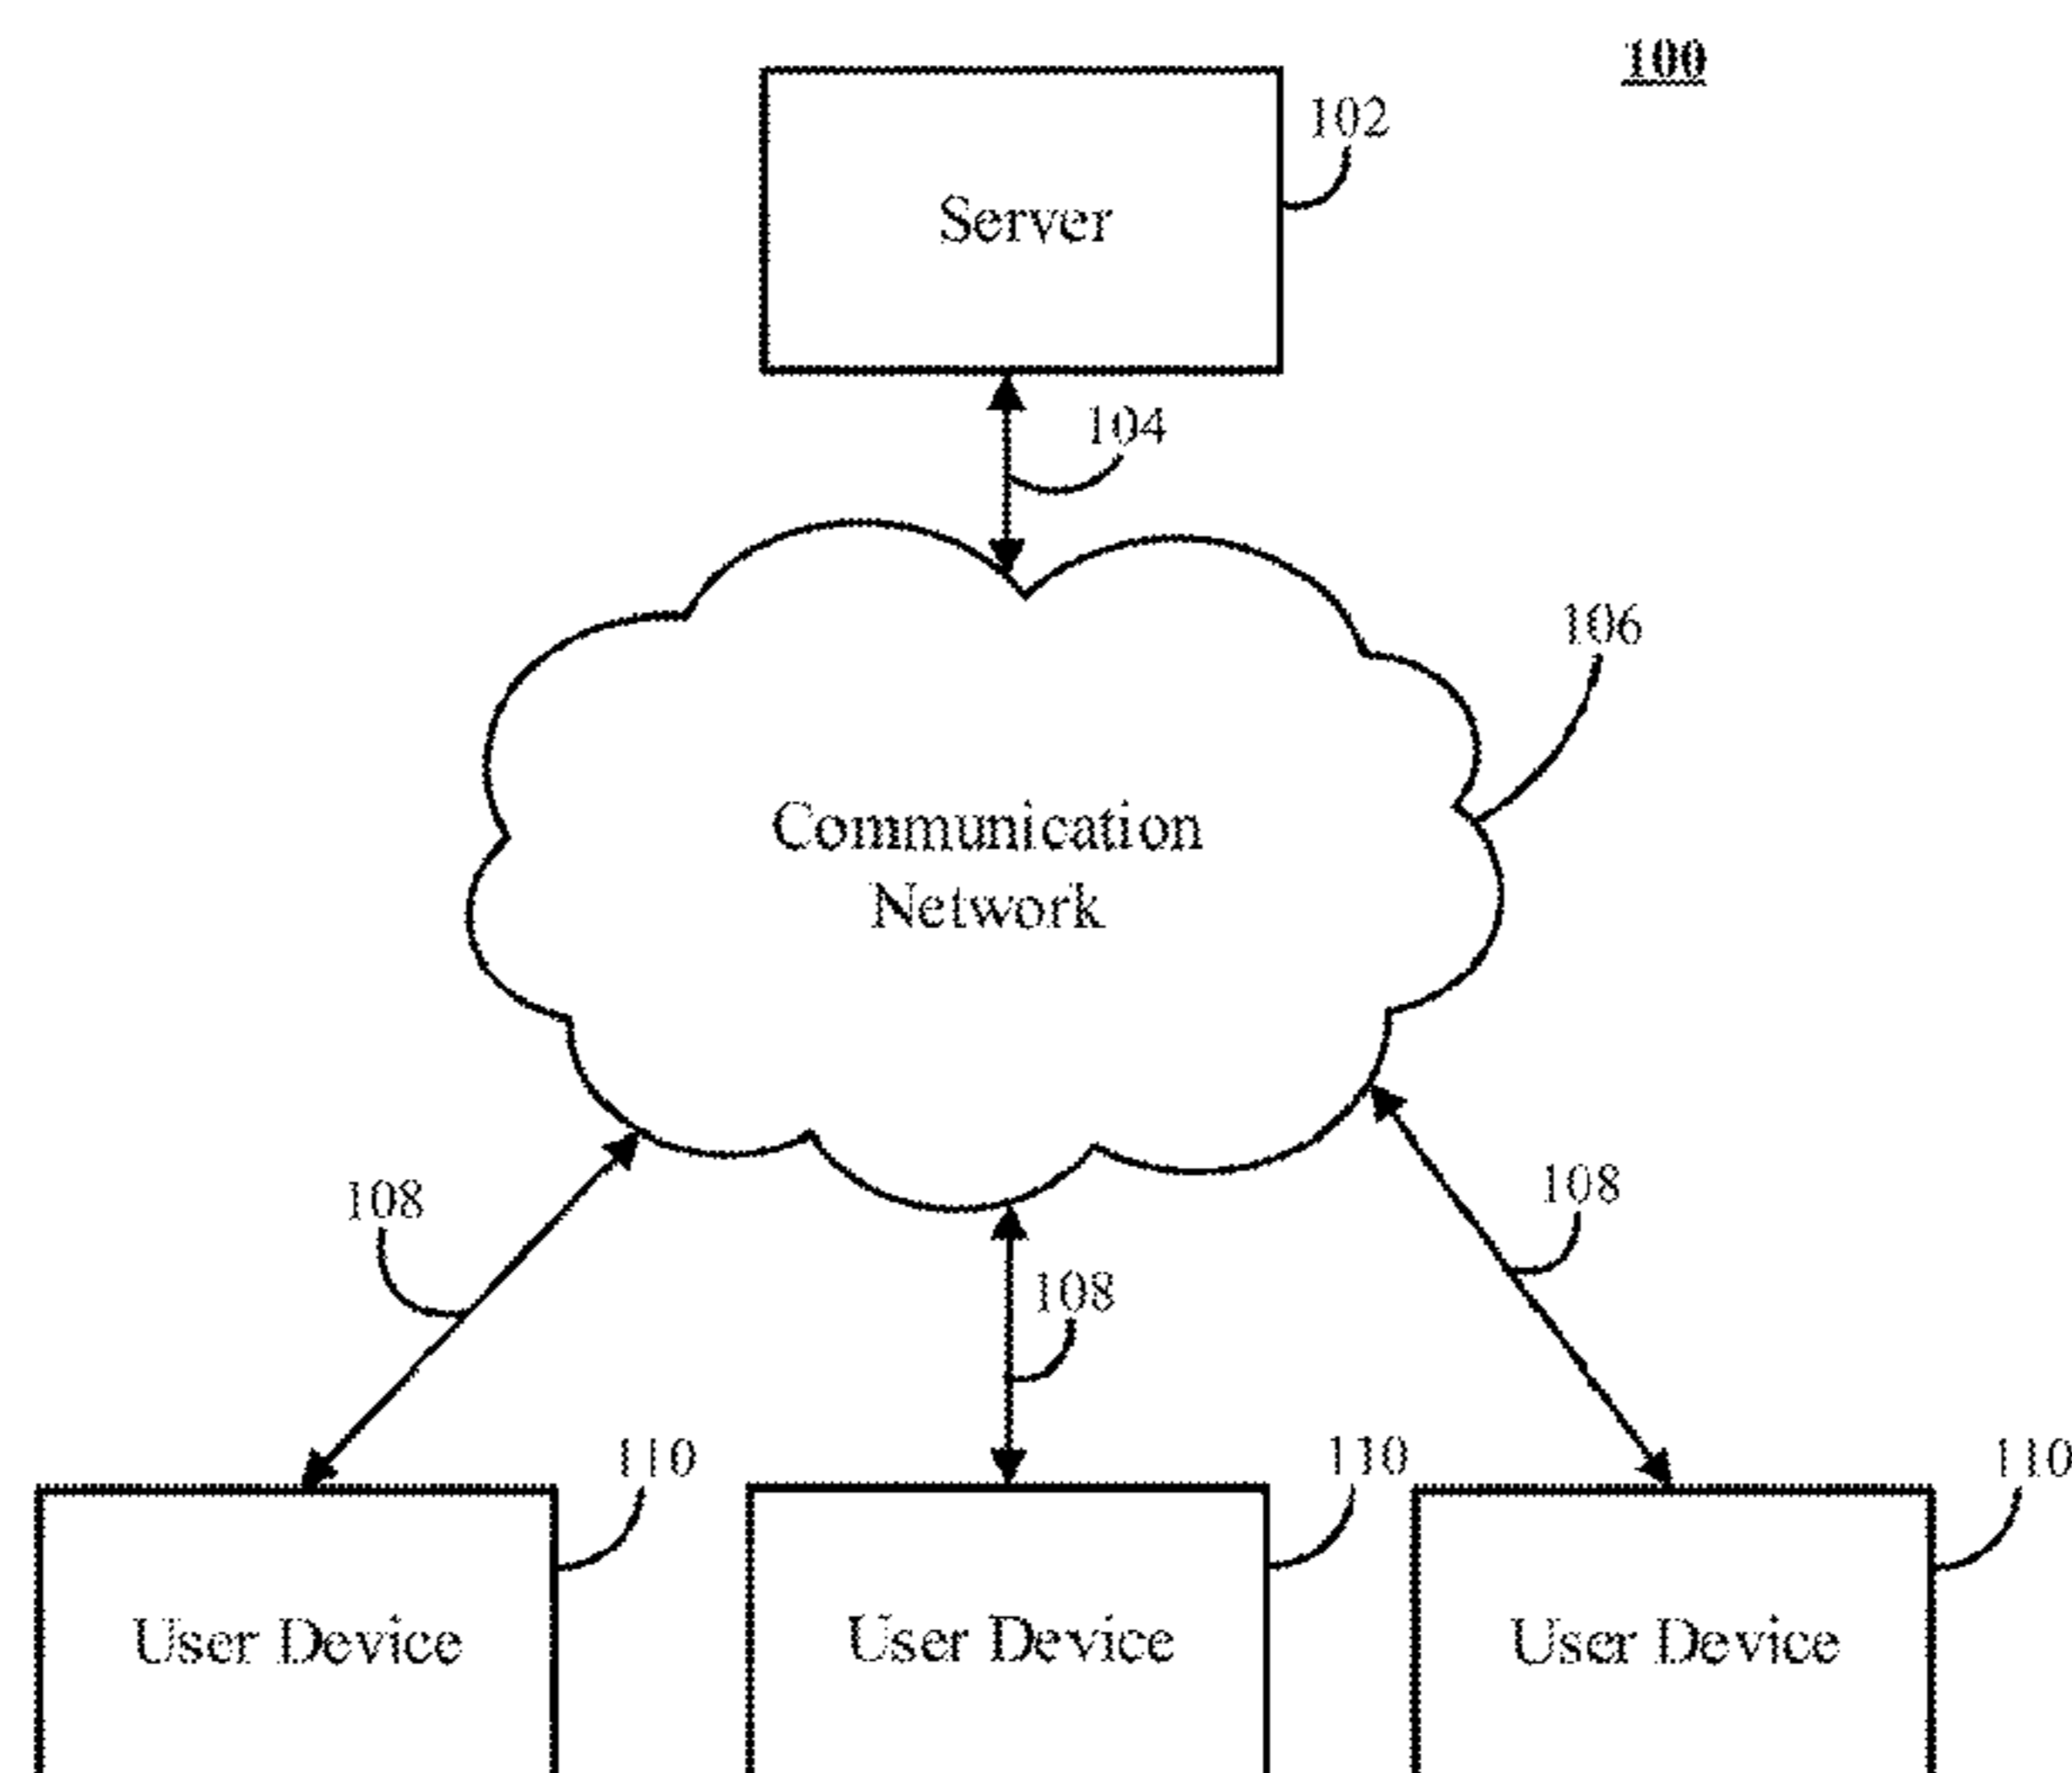 100
102
Server
104
106
Communication
Network
108
108
108
110
110
110
User Device
User Device
User Device